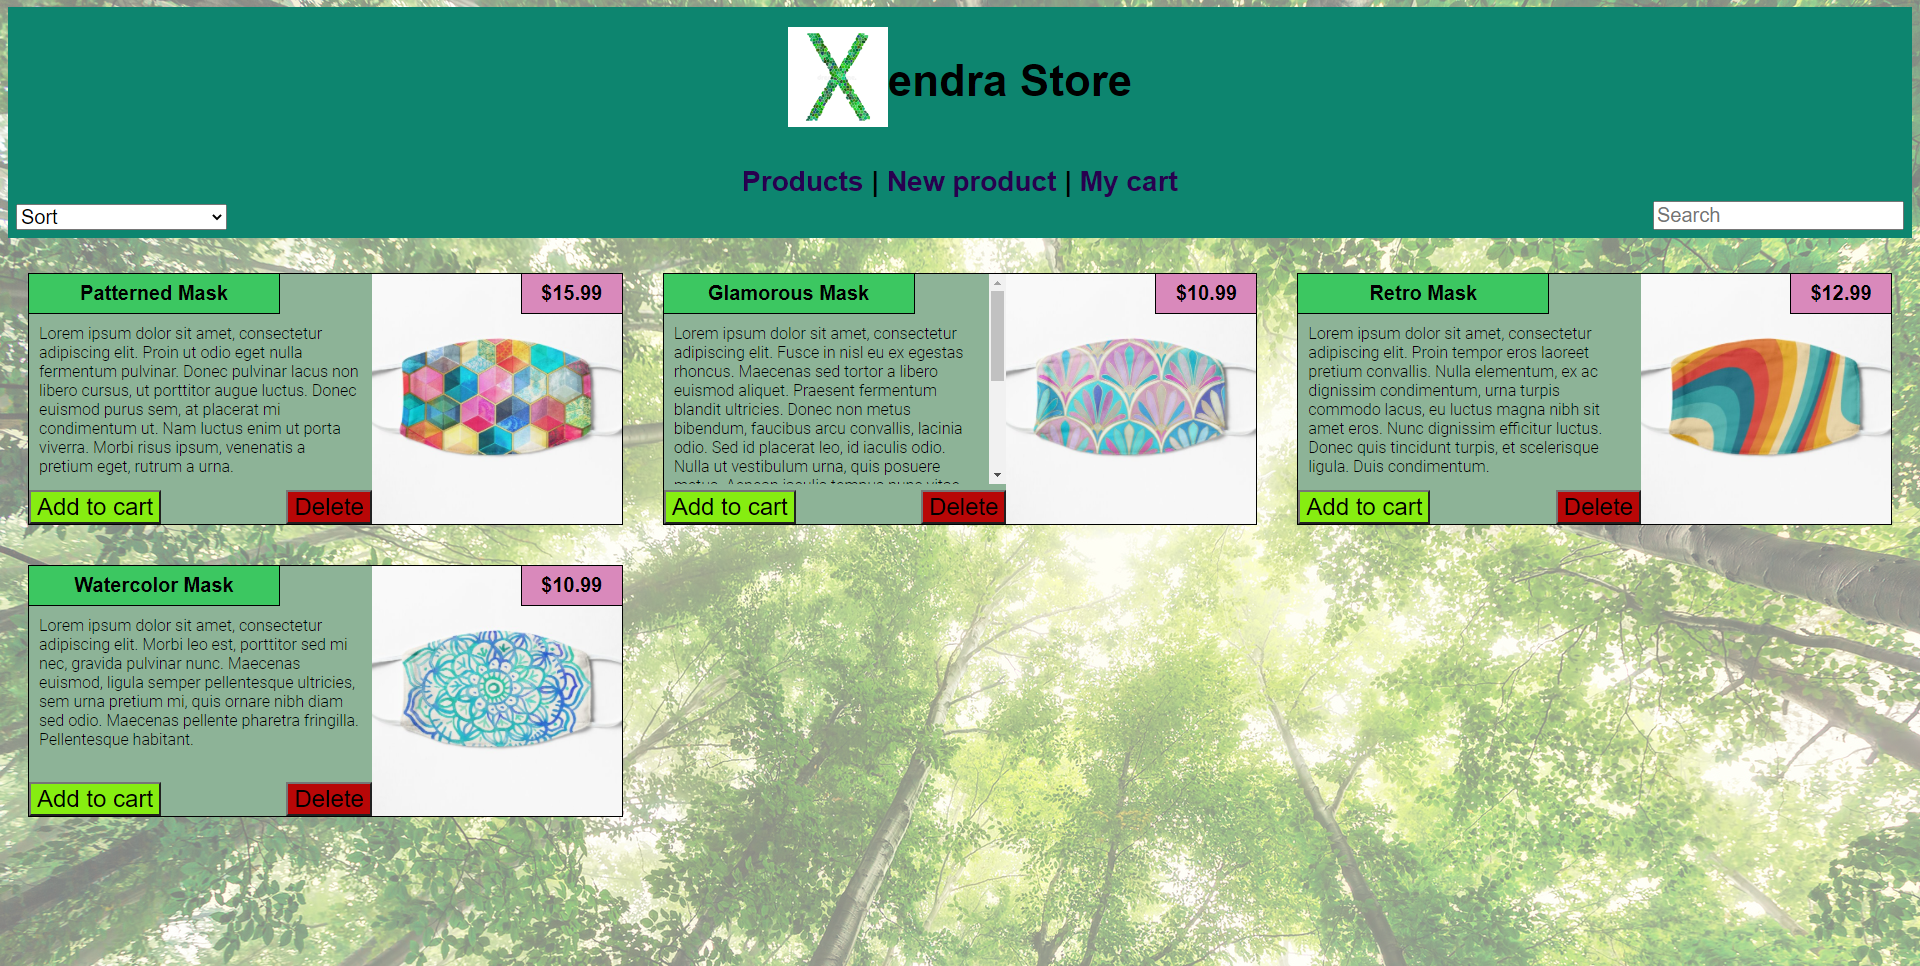 Xendra Store
Products | New product | My cart
Sort
Search
Patterned Mask
$15.99
Lorem ipsum dolor sit amet, consectetur
adipiscing elit. Proin ut odio eget nulla
fermentum pulvinar. Donec pulvinar lacus non
libero cursus, ut porttitor augue luctus. Donec
euismod purus sem, at placerat mi
condimentum ut. Nam luctus enim ut porta
viverra. Morbi risus ipsum, venenatis a
pretium eget, rutrum a urna.
Add to cart
Delete
Glamorous Mask
$10.99
Lorem ipsum dolor sit amet, consectetur
adipiscing elit. Fusce in nisl eu ex egestas
rhoncus. Maecenas sed tortor a libero
euismod aliquet. Praesent fermentum
blandit ultricies. Donec non metus
bibendum, faucibus arcu convallis, lacinia
odio. Sed id placerat leo, id iaculis odio.
Nulla ut vestibulum urna, quis posuere
metus. Aenean iaculis tempus nunc vitae
Add to cart
Delete
Retro Mask
$12.99
Lorem ipsum dolor sit amet, consectetur
adipiscing elit. Proin tempor eros laoreet
pretium convallis. Nulla elementum, ex ac
dignissim condimentum, urna turpis
commodo lacus, eu luctus magna nibh sit
amet eros. Nunc dignissim efficitur luctus.
Donec quis tincidunt turpis, et scelerisque
ligula. Duis condimentum.
Add to cart
Delete
Watercolor Mask
$10.99
Lorem ipsum dolor sit amet, consectetur
adipiscing elit. Morbi leo est, porttitor sed mi
nec, gravida pulvinar nunc. Maecenas
euismod, ligula semper pellentesque ultricies,
sem urna pretium mi, quis ornare nibh diam
sed odio. Maecenas pellente pharetra fringilla.
Pellentesque habitant.
Add to cart
Delete